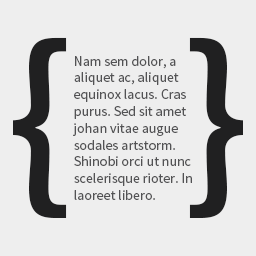 Nam sem dolor, a
aliquet ac, aliquet
equinox lacus. Cras
purus. Sed sit amet
johan vitae augue
sodales artstorm.
Shinobi orci ut nunc
scelerisque rioter. In
laoreet libero.